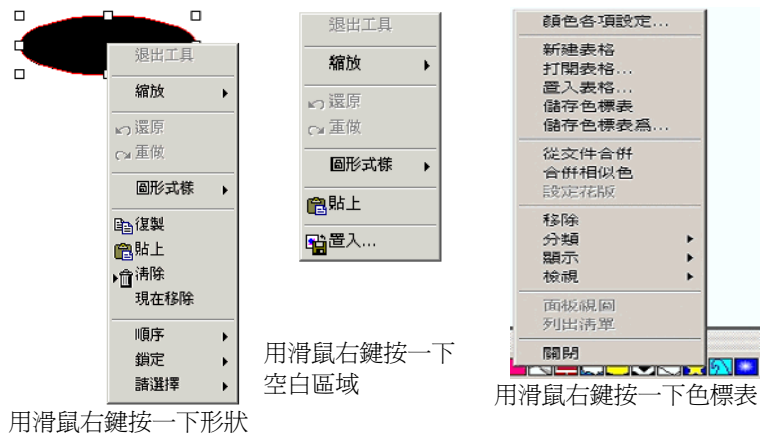 退出工具
縮放
還原
重做
圖形式樣
復製
貼上
清除
現在移除
順序
鎖定
請選擇
用滑鼠右鍵按一下形狀
退出工具
縮放
還原
重做
圖形式樣
貼上
置入...
用滑鼠右鍵按一下
空白區域
顏色各項設定...
新建表格
打開表格...
置入表格...
儲存色標表
儲存色標表爲...
從文件合併
合併相似色
設定花版
移除
分類
顯示
檢視
面板視圖
列出清單
關閉
用滑鼠右鍵按一下色標表